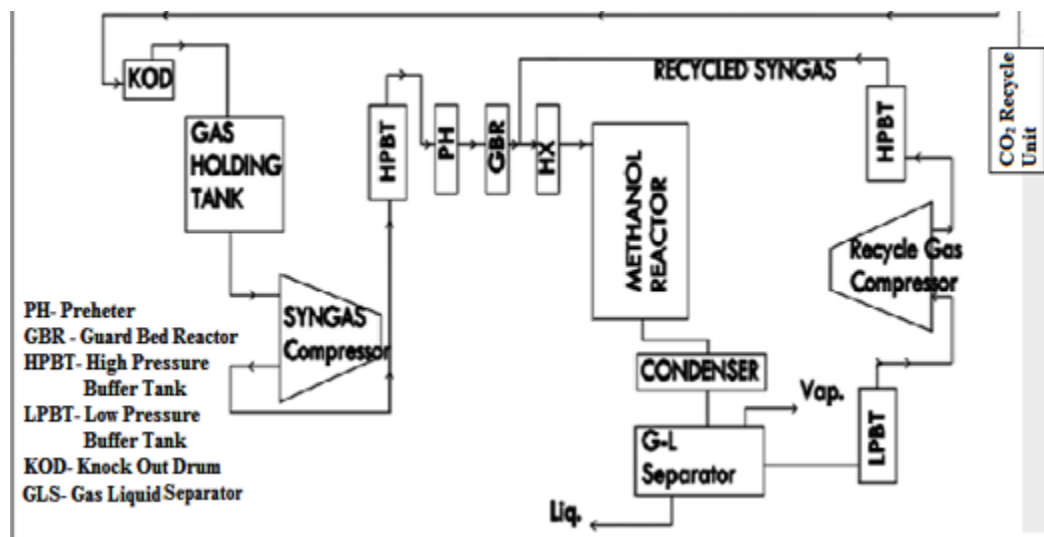 KOD
GAS
HOLDING
TANK
SYNGAS
Compressor
HPBT
PH
GBR
HX
RECYCLED SYNGAS
METHANOL
REACTOR
CONDENSER
G-L
Separator
Vap.
Liq.
LPBT
Recycle Gas
Compressor
HPBT
CO₂ Recycle
Unit
PH- Preheter
GBR - Guard Bed Reactor
HPBT- High Pressure
Buffer Tank
LPBT- Low Pressure
Buffer Tank
KOD- Knock Out Drum
GLS- Gas Liquid Separator